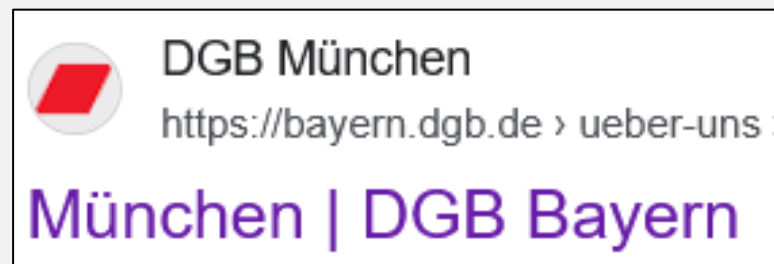 DGB München
https://bayern.dgb.de › ueber-uns ›
München | DGB Bayern